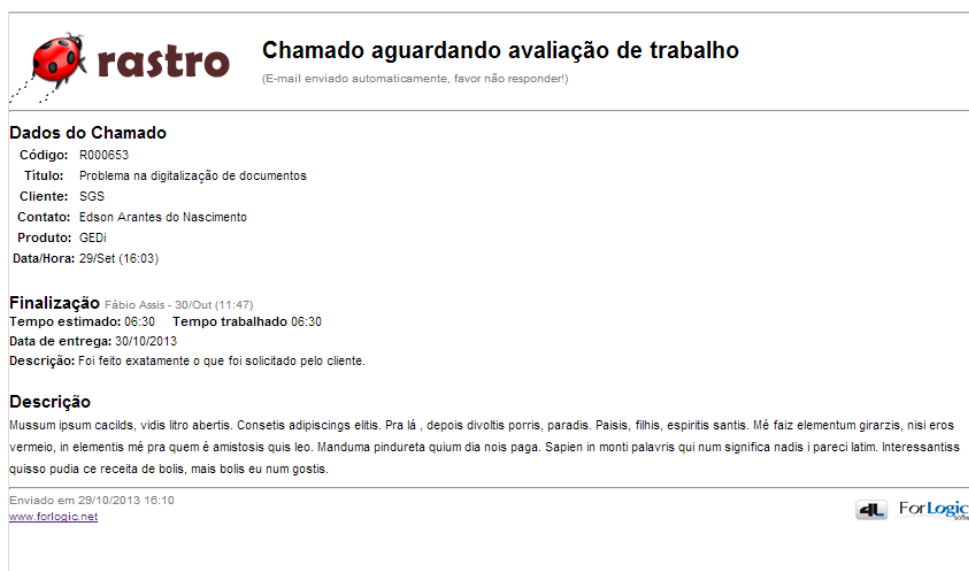 rastro
Chamado aguardando avaliação de trabalho
(E-mail enviado automaticamente, favor não responder!)
Dados do Chamado
Código: R000653
Título: Problema na digitalização de documentos
Cliente: SGS
Contato: Edson Arantes do Nascimento
Produto: GEDi
Data/Hora: 29/Set (16:03)
Finalização Fábio Assis - 30/Out (11:47)
Tempo estimado: 06:30 Tempo trabalhado 06:30
Data de entrega: 30/10/2013
Descrição: Foi feito exatamente o que foi solicitado pelo cliente.
Descrição
Mussum ipsum cacilds, vidis litro abertis. Consetis adipiscings elitis. Pra lá , depois divoltis porris, paradis. Paisis, filhis, espiritis santis. Mé faiz elementum girarzis, nisi eros
vermeio, in elementis mé pra quem é amistosis quis leo. Manduma pindureta quium dia nois paga. Sapien in monti palavris qui num significa nadis i pareci latim. Interessantiss
quisso pudia ce receita de bolis, mais bolis eu num gostis.
Enviado em 29/10/2013 16:10
www.forlogic.net
4L ForLogic